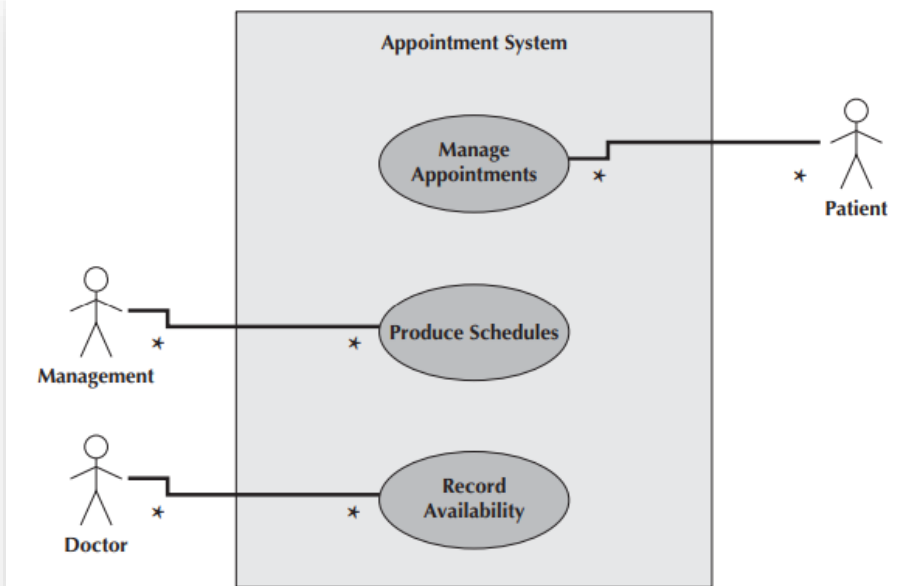 Appointment System
Manage
Appointments
*
*
Patient
Produce Schedules
*
*
Management
Record
Availability
*
*
Doctor